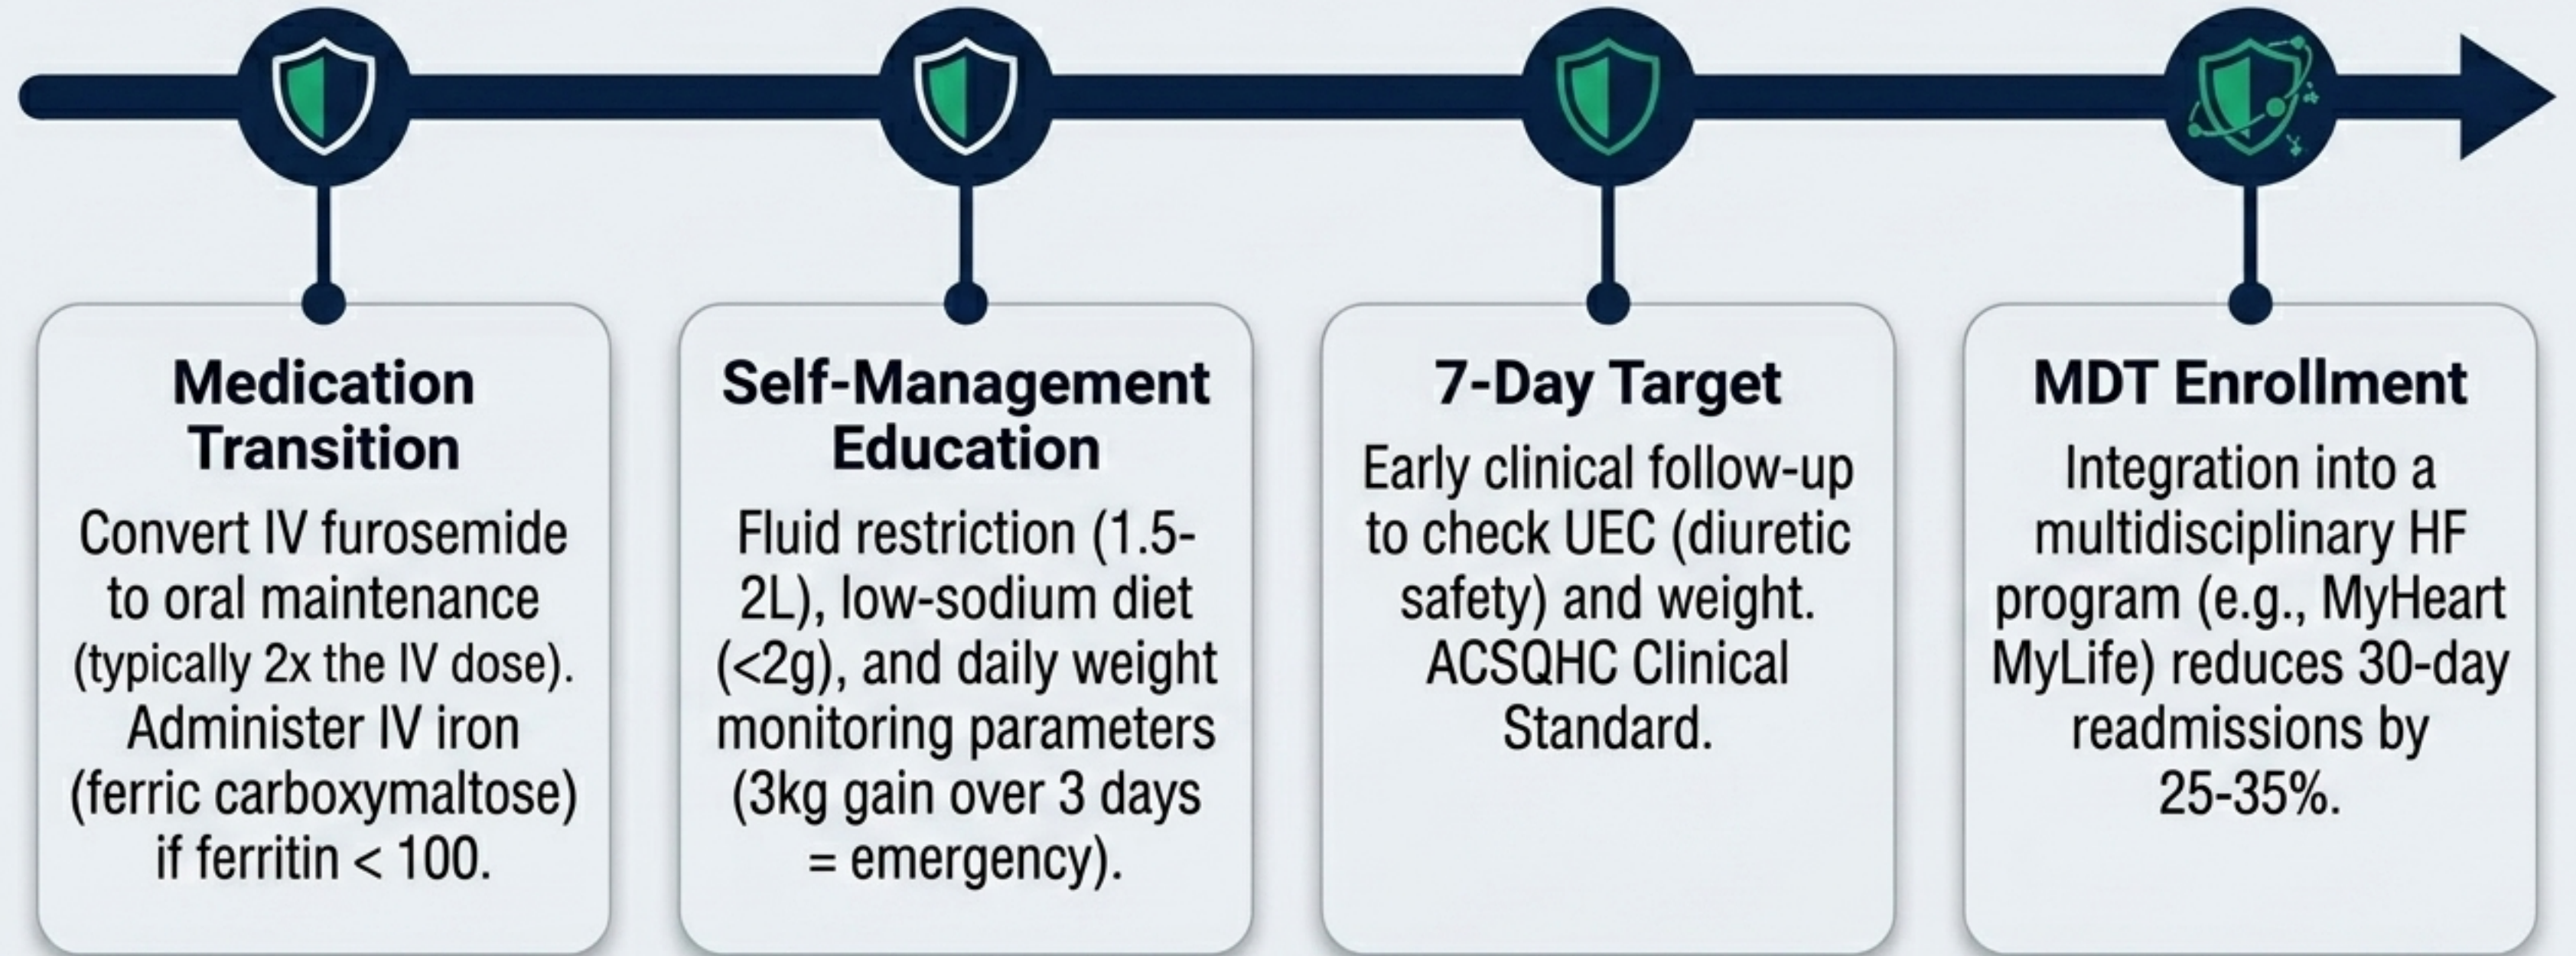 Medication
Transition
Convert IV furosemide
to oral maintenance
(typically 2x the IV dose).
Administer IV iron
(ferric carboxymaltose)
if ferritin < 100.
Self-Management
Education
Fluid restriction (1.5-
2L), low-sodium diet
(<2g), and daily weight
monitoring parameters
(3kg gain over 3 days
= emergency).
7-Day Target
Early clinical follow-up
to check UEC (diuretic
safety) and weight.
ACSQHC Clinical
Standard.
MDT Enrollment
Integration into a
multidisciplinary HF
program (e.g., MyHeart
MyLife) reduces 30-day
readmissions by
25-35%.